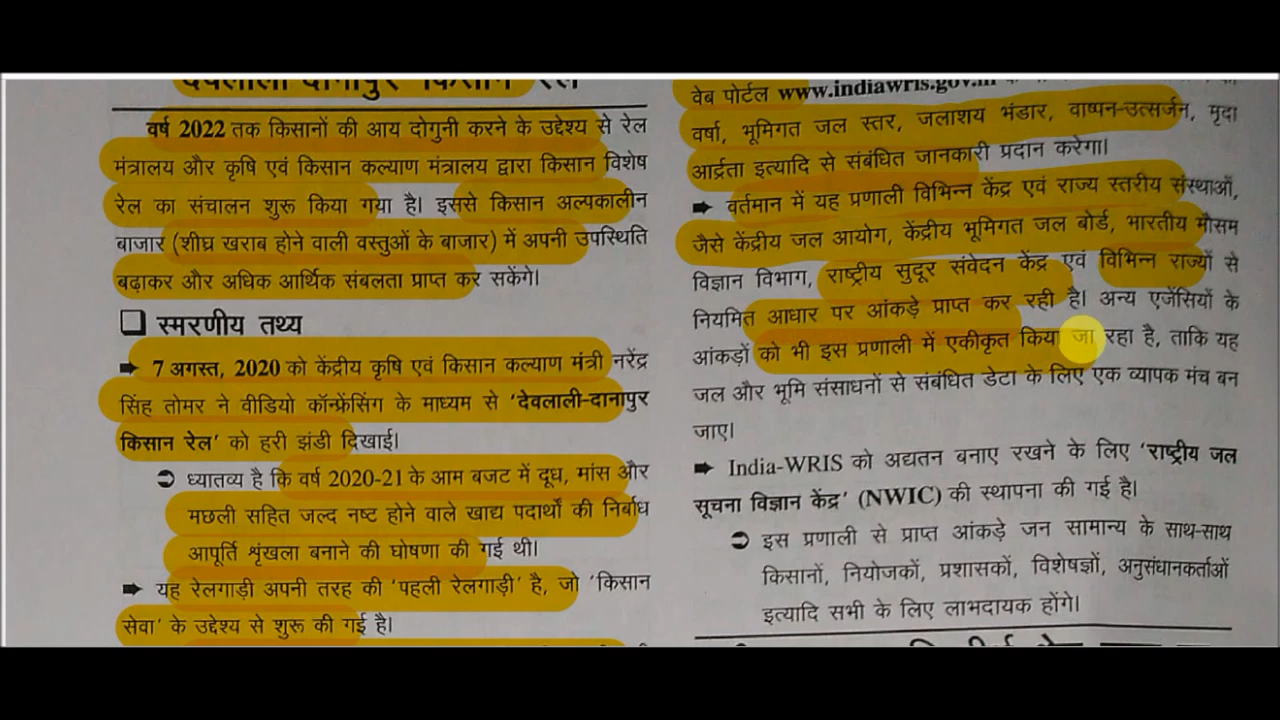 देवलाली-दानापुर किसान रेल
वर्ष 2022 तक किसानों की आय दोगुनी करने के उद्देश्य से रेल
मंत्रालय और कृषि एवं किसान कल्याण मंत्रालय द्वारा किसान विशेष
रेल का संचालन शुरू किया गया है। इससे किसान अल्पकालीन
बाजार (शीघ्र खराब होने वाली वस्तुओं के बाजार) में अपनी उपस्थिति
बढ़ाकर और अधिक आर्थिक संबलता प्राप्त कर सकेंगे।
❑ स्मरणीय तथ्य
➡ 7 अगस्त, 2020 को केंद्रीय कृषि एवं किसान कल्याण मंत्री नरेंद्र
सिंह तोमर ने वीडियो कॉन्फ्रेंसिंग के माध्यम से 'देवलाली-दानापुर
किसान रेल' को हरी झंडी दिखाई।
➲ ध्यातव्य है कि वर्ष 2020-21 के आम बजट में दूध, मांस और
मछली सहित जल्द नष्ट होने वाले खाद्य पदार्थों की निर्बाध
आपूर्ति श्रृंखला बनाने की घोषणा की गई थी।
➡ यह रेलगाड़ी अपनी तरह की 'पहली रेलगाड़ी' है, जो 'किसान
सेवा' के उद्देश्य से शुरू की गई है।
वेब पोर्टल www.indiawris.gov.in
वर्षा, भूमिगत जल स्तर, जलाशय भंडार, वाष्पन-उत्सर्जन, मृदा
आर्द्रता इत्यादि से संबंधित जानकारी प्रदान करेगा।
➡ वर्तमान में यह प्रणाली विभिन्न केंद्र एवं राज्य स्तरीय संस्थाओं,
जैसे केंद्रीय जल आयोग, केंद्रीय भूमिगत जल बोर्ड, भारतीय मौसम
विज्ञान विभाग, राष्ट्रीय सुदूर संवेदन केंद्र एवं विभिन्न राज्यों से
नियमित आधार पर आंकड़े प्राप्त कर रही है। अन्य एजेंसियों के
आंकड़ों को भी इस प्रणाली में एकीकृत किया जा रहा है, ताकि यह
जल और भूमि संसाधनों से संबंधित डेटा के लिए एक व्यापक मंच बन
जाए।
➡ India-WRIS को अद्यतन बनाए रखने के लिए 'राष्ट्रीय जल
सूचना विज्ञान केंद्र' (NWIC) की स्थापना की गई है।
➲ इस प्रणाली से प्राप्त आंकड़े जन सामान्य के साथ-साथ
किसानों, नियोजकों, प्रशासकों, विशेषज्ञों, अनुसंधानकर्ताओं
इत्यादि सभी के लिए लाभदायक होंगे।